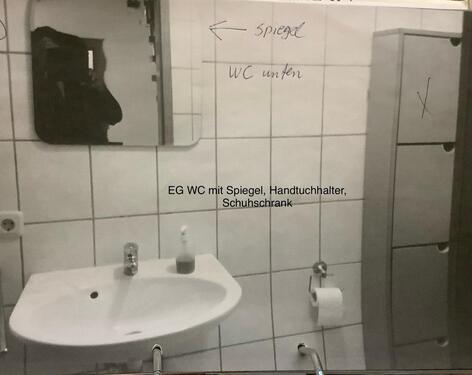 ← Spiegel
WC unten
X
EG WC mit Spiegel, Handtuchhalter,
Schuhschrank